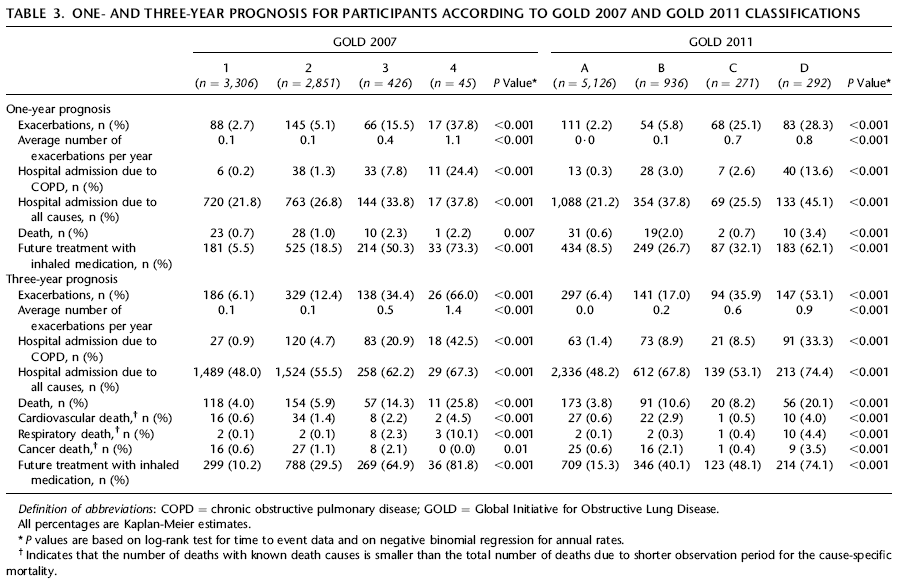 TABLE 3. ONE- AND THREE-YEAR PROGNOSIS FOR PARTICIPANTS ACCORDING TO GOLD 2007 AND GOLD 2011 CLASSIFICATIONS
GOLD 2007 GOLD 2011
1 2 3 4 A B C D
(n = 3,306) (n = 2,851) (n = 426) (n = 45) P Value* (n = 5,126) (n = 936) (n = 271) (n = 292) P Value*
One-year prognosis
Exacerbations, n (%) 88 (2.7) 145 (5.1) 66 (15.5) 17 (37.8) <0.001 111 (2.2) 54 (5.8) 68 (25.1) 83 (28.3) <0.001
Average number of 0.1 0.1 0.4 1.1 <0.001 0·0 0.1 0.7 0.8 <0.001
exacerbations per year
Hospital admission due to 6 (0.2) 38 (1.3) 33 (7.8) 11 (24.4) <0.001 13 (0.3) 28 (3.0) 7 (2.6) 40 (13.6) <0.001
COPD, n (%)
Hospital admission due to 720 (21.8) 763 (26.8) 144 (33.8) 17 (37.8) <0.001 1,088 (21.2) 354 (37.8) 69 (25.5) 133 (45.1) <0.001
all causes, n (%)
Death, n (%) 23 (0.7) 28 (1.0) 10 (2.3) 1 (2.2) 0.007 31 (0.6) 19(2.0) 2 (0.7) 10 (3.4) <0.001
Future treatment with 181 (5.5) 525 (18.5) 214 (50.3) 33 (73.3) <0.001 434 (8.5) 249 (26.7) 87 (32.1) 183 (62.1) <0.001
inhaled medication, n (%)
Three-year prognosis
Exacerbations, n (%) 186 (6.1) 329 (12.4) 138 (34.4) 26 (66.0) <0.001 297 (6.4) 141 (17.0) 94 (35.9) 147 (53.1) <0.001
Average number of 0.1 0.1 0.5 1.4 <0.001 0.0 0.2 0.6 0.9 <0.001
exacerbations per year
Hospital admission due to 27 (0.9) 120 (4.7) 83 (20.9) 18 (42.5) <0.001 63 (1.4) 73 (8.9) 21 (8.5) 91 (33.3) <0.001
COPD, n (%)
Hospital admission due to 1,489 (48.0) 1,524 (55.5) 258 (62.2) 29 (67.3) <0.001 2,336 (48.2) 612 (67.8) 139 (53.1) 213 (74.4) <0.001
all causes, n (%)
Death, n (%) 118 (4.0) 154 (5.9) 57 (14.3) 11 (25.8) <0.001 173 (3.8) 91 (10.6) 20 (8.2) 56 (20.1) <0.001
Cardiovascular death,† n (%) 16 (0.6) 34 (1.4) 8 (2.2) 2 (4.5) <0.001 27 (0.6) 22 (2.9) 1 (0.5) 10 (4.0) <0.001
Respiratory death,† n (%) 2 (0.1) 2 (0.1) 8 (2.3) 3 (10.1) <0.001 2 (0.1) 2 (0.3) 1 (0.4) 10 (4.4) <0.001
Cancer death,† n (%) 16 (0.6) 27 (1.1) 8 (2.1) 0 (0.0) 0.01 25 (0.6) 16 (2.1) 1 (0.4) 9 (3.5) <0.001
Future treatment with inhaled 299 (10.2) 788 (29.5) 269 (64.9) 36 (81.8) <0.001 709 (15.3) 346 (40.1) 123 (48.1) 214 (74.1) <0.001
medication, n (%)
Definition of abbreviations: COPD = chronic obstructive pulmonary disease; GOLD = Global Initiative for Obstructive Lung Disease.
All percentages are Kaplan-Meier estimates.
* P values are based on log-rank test for time to event data and on negative binomial regression for annual rates.
† Indicates that the number of deaths with known death causes is smaller than the total number of deaths due to shorter observation period for the cause-specific
mortality.